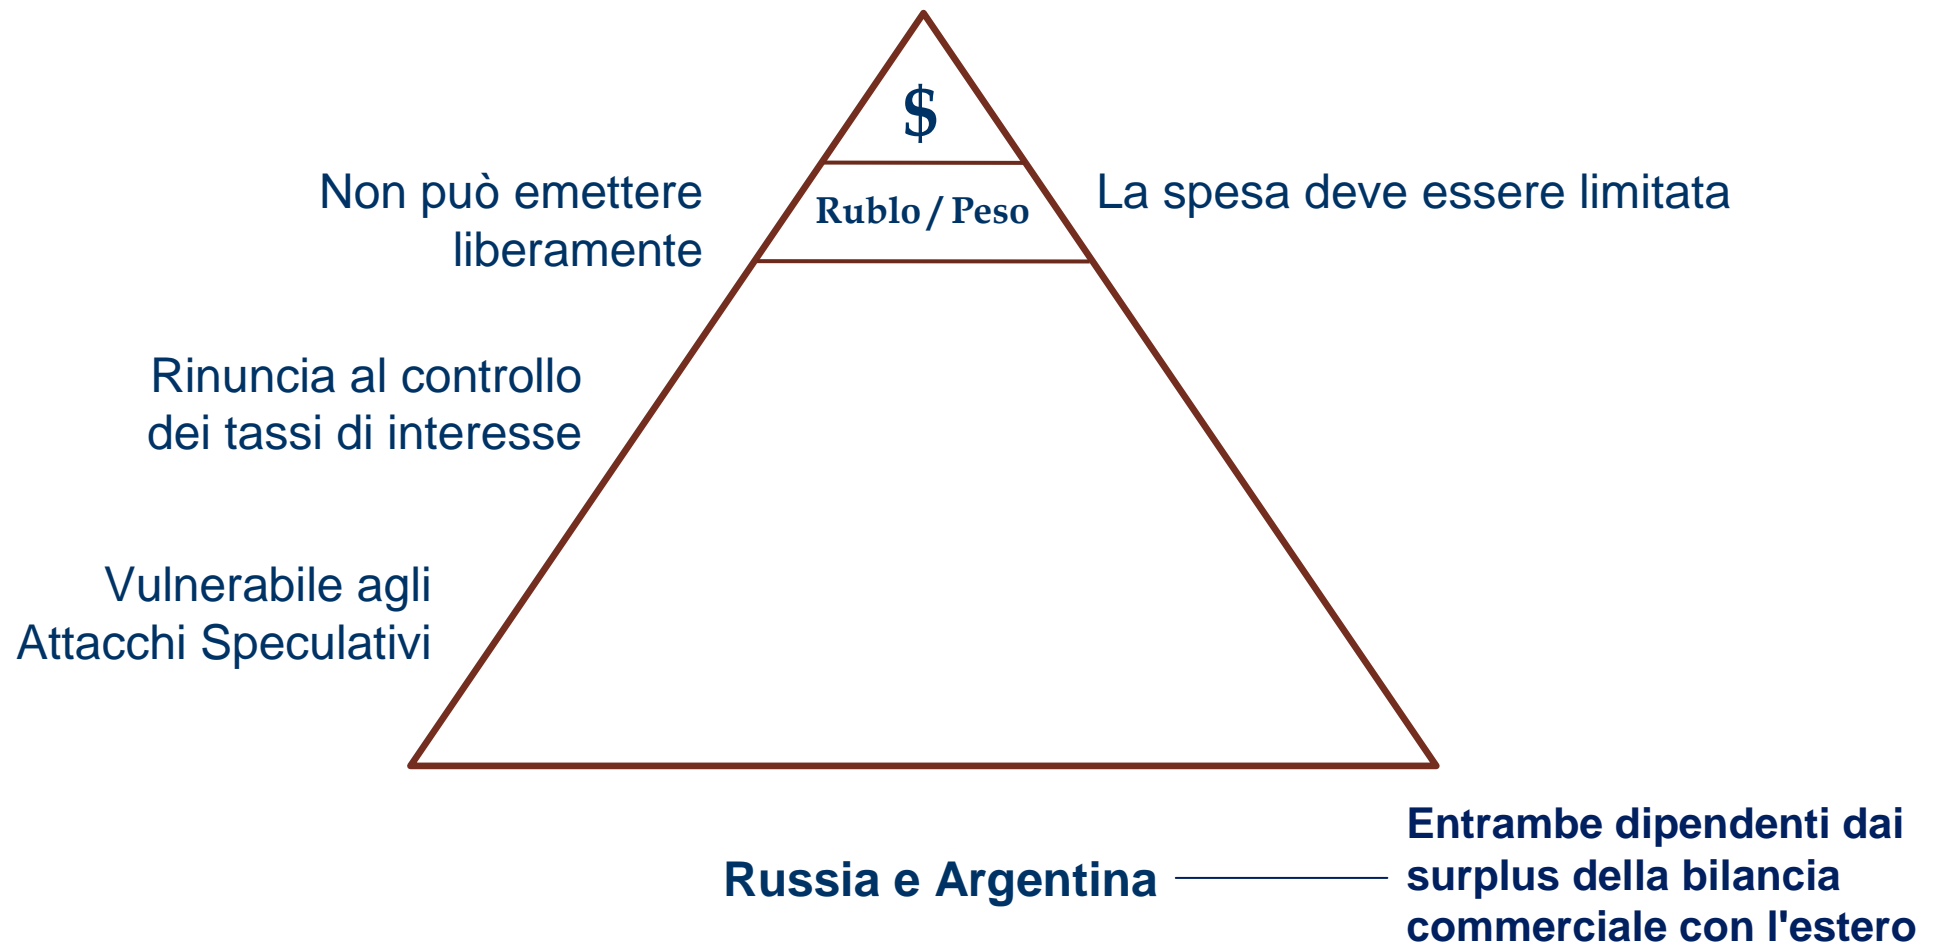 $
Non può emettere
liberamente
Rublo / Peso
La spesa deve essere limitata
Rinuncia al controllo
dei tassi di interesse
Vulnerabile agli
Attacchi Speculativi
Russia e Argentina
Entrambe dipendenti dai
surplus della bilancia
commerciale con l'estero